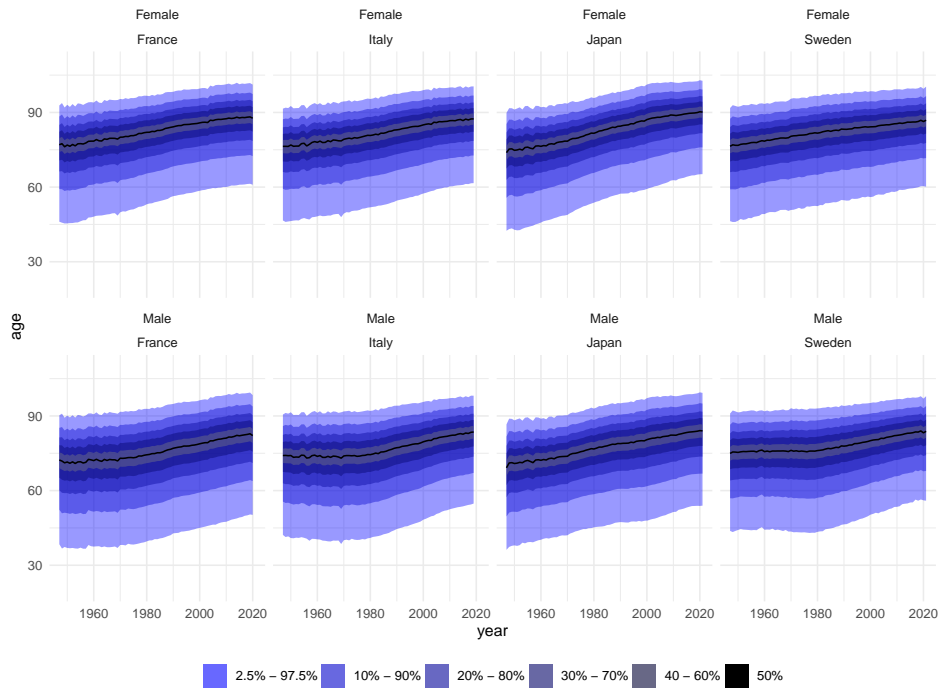 Female Female Female Female
France Italy Japan Sweden
90
60
30
age
Male Male Male Male
France Italy Japan Sweden
90
60
30
1960 1980 2000 2020 1960 1980 2000 2020 1960 1980 2000 2020 1960 1980 2000 2020
year
2.5% – 97.5% 10% – 90% 20% – 80% 30% – 70% 40 – 60% 50%